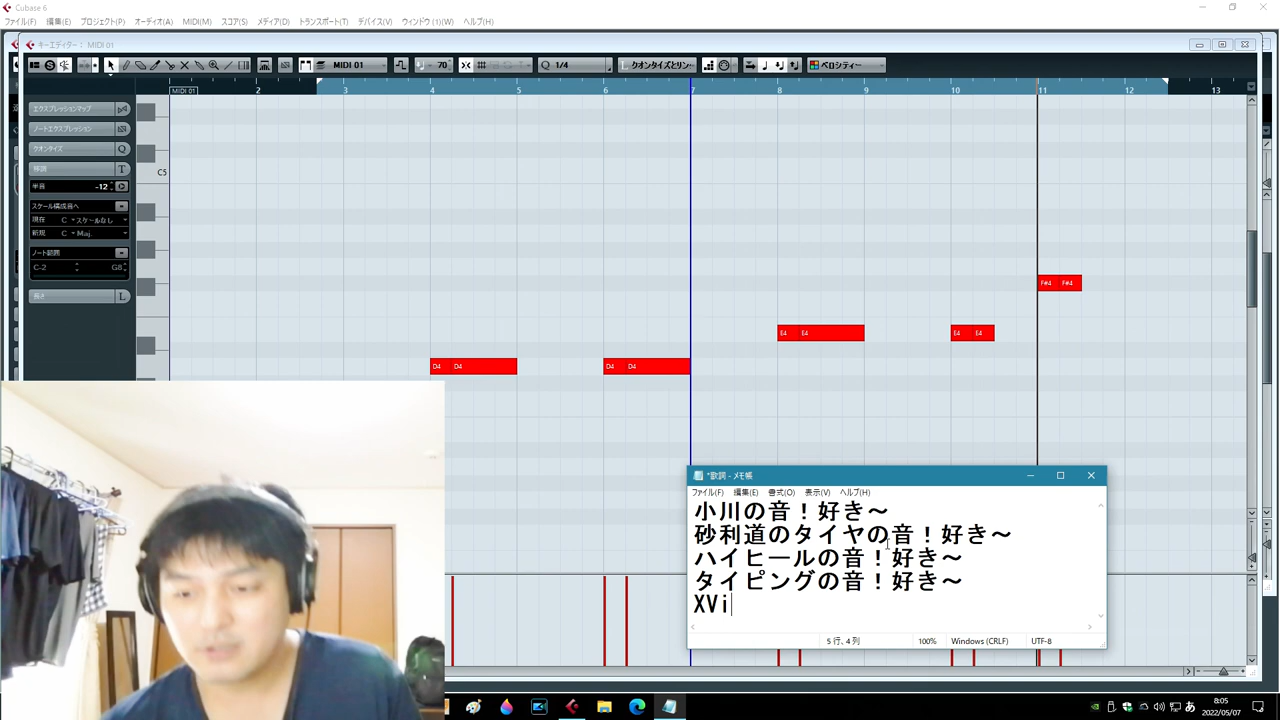 Cubase 6
ファイル(F) 編集(E) プロジェクト(P) オーディオ(A) MIDI(M) スコア(S) メディア(D) トランスポート(T) デバイス(V) ウィンドウ (1)(W) ヘルプ(H)
キーエディター： MIDI 01
MIDI 01 70 Q 1/4 クオンタイズとリン ベロシティー
MIDI 01 2 3 4 5 6 7 8 9 10 11 12 13
エクスプレッションマップ
ノートエクスプレッション
クオンタイズ Q
移調 T
半音 -12
スケール構成音へ
現在 C スケールなし
新規 C Maj.
ノート範囲
C-2 G8
長さ L
C5
F#4 F#4
E4 E4 E4 E4
D4 D4 D4 D4
*歌詞 - メモ帳
ファイル(F) 編集(E) 書式(O) 表示(V) ヘルプ(H)
小川の音！好き～
砂利道のタイヤの音！好き～
ハイヒールの音！好き～
タイピングの音！好き～
XVi
5 行、4 列 100% Windows (CRLF) UTF-8
あ 8:05
2022/05/07